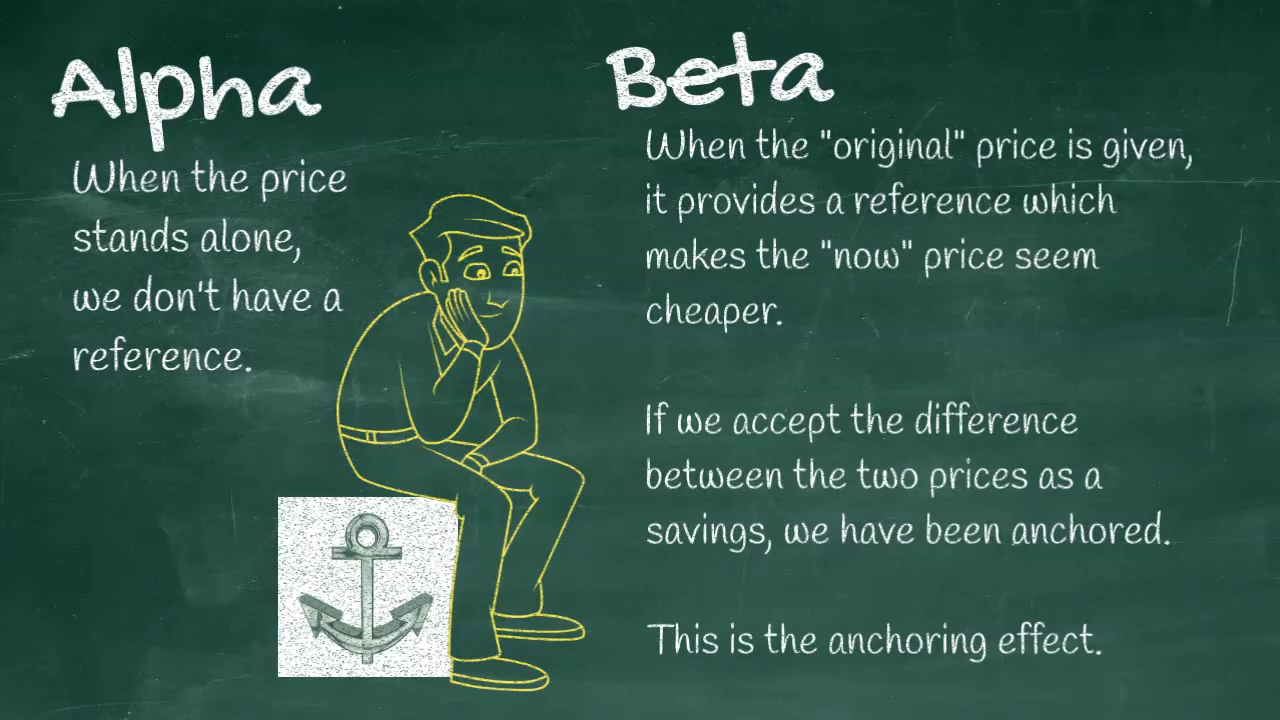 Alpha
When the price
stands alone,
we don't have a
reference.
Beta
When the "original" price is given,
it provides a reference which
makes the "now" price seem
cheaper.
If we accept the difference
between the two prices as a
savings, we have been anchored.
This is the anchoring effect.